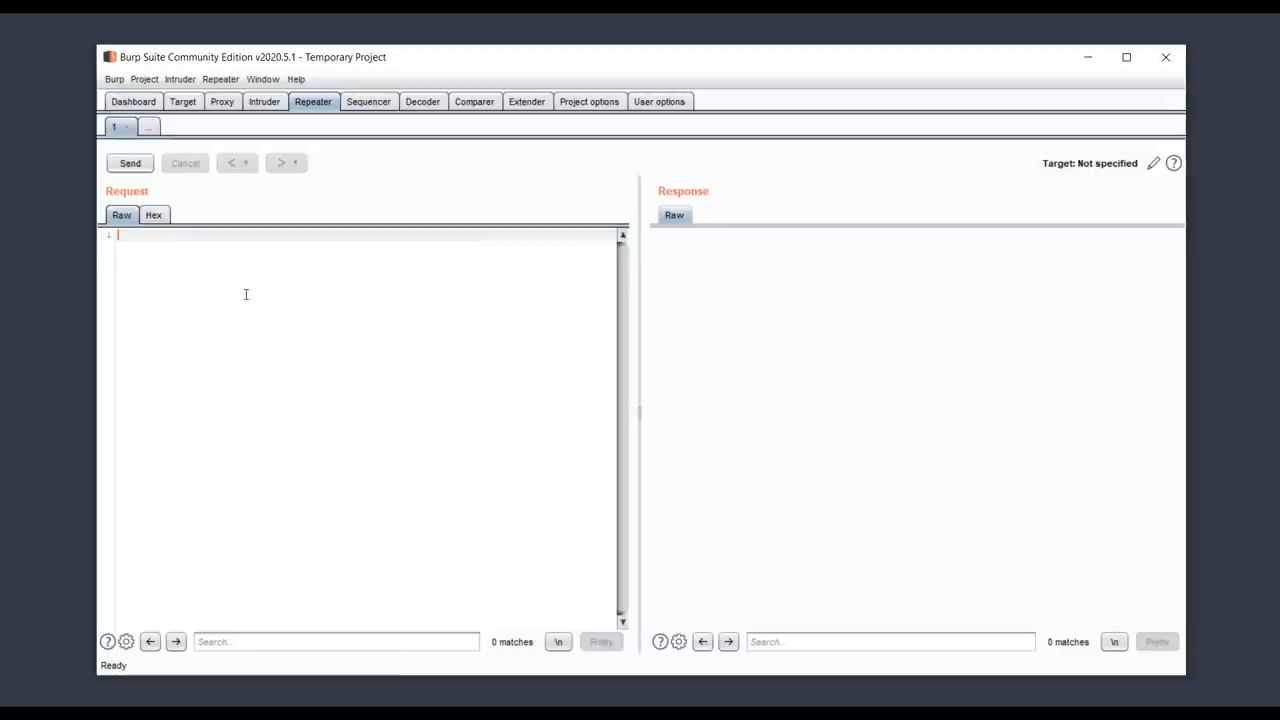 Burp Suite Community Edition v2020.5.1 - Temporary Project
Burp Project Intruder Repeater Window Help
Dashboard Target Proxy Intruder Repeater Sequencer Decoder Comparer Extender Project options User options
1 × ...
Send Cancel < > Target: Not specified ?
Request Response
Raw Hex Raw
1
? Search... 0 matches \n Pretty ? Search... 0 matches \n Pretty
Ready